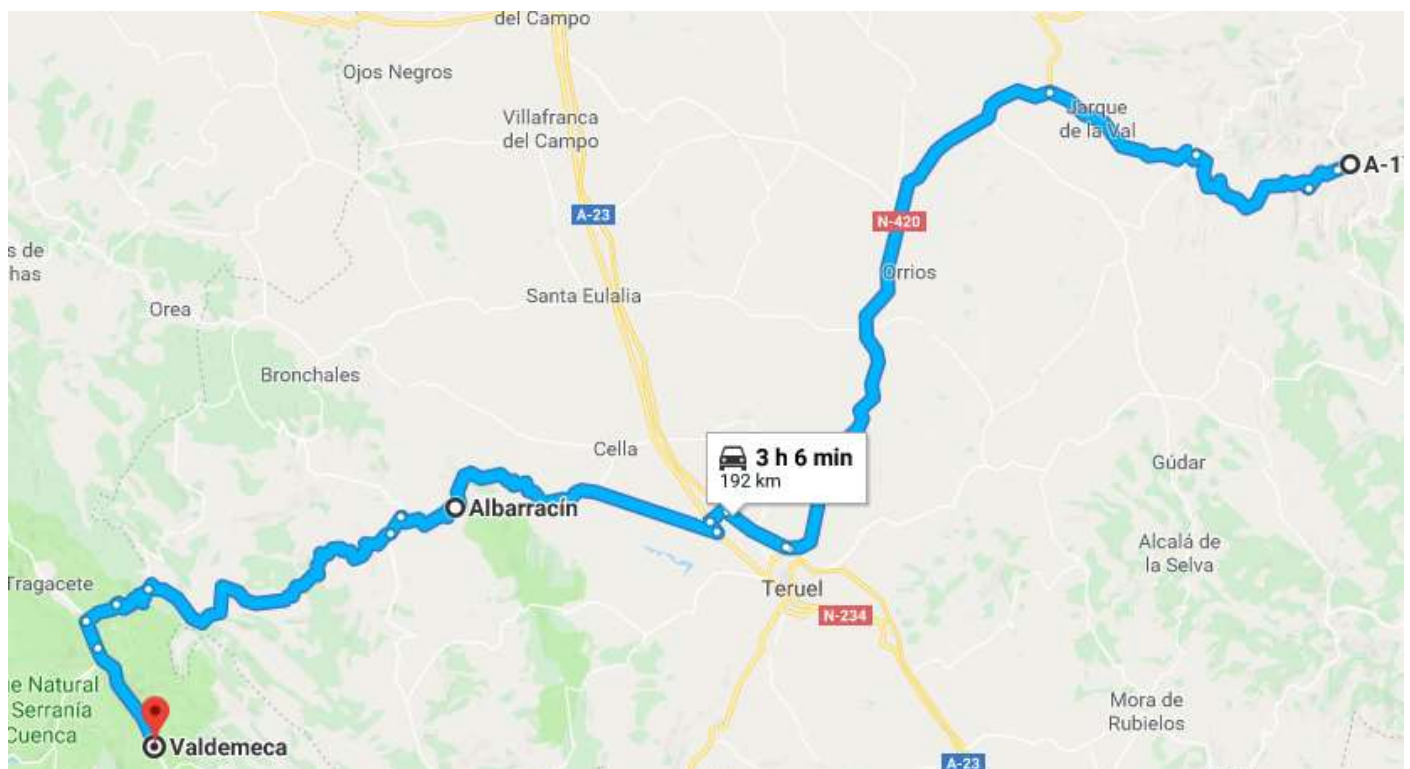 del Campo
Ojos Negros
Villafranca
del Campo
Jarque
de la Val
A-1
A-23
N-420
s de
has
Orrios
Santa Eulalia
Orea
Bronchales
Cella
3 h 6 min
192 km
Gúdar
Albarracín
Alcalá de
la Selva
Tragacete
Teruel
N-234
e Natural
Serranía
Cuenca
Mora de
Rubielos
Valdemeca
A-23